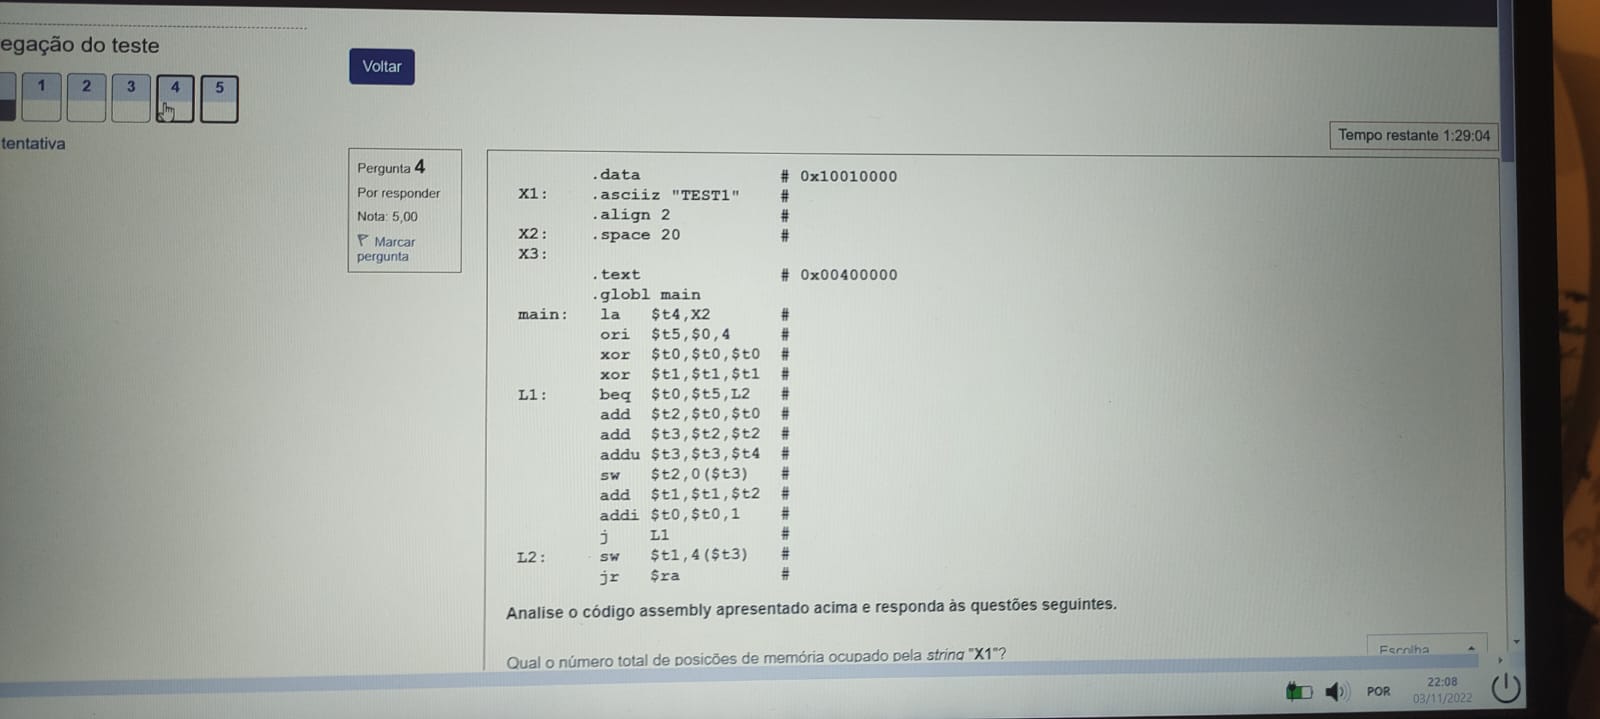 egação do teste
Voltar
1 2 3 4 5
tentativa
Tempo restante 1:29:04
Pergunta 4
Por responder
Nota: 5,00
Marcar
pergunta
.data # 0x10010000
X1: .asciiz "TEST1" #
.align 2 #
X2: .space 20 #
X3:
.text # 0x00400000
.globl main
main: la $t4,X2 #
ori $t5,$0,4 #
xor $t0,$t0,$t0 #
xor $t1,$t1,$t1 #
L1: beq $t0,$t5,L2 #
add $t2,$t0,$t0 #
add $t3,$t2,$t2 #
addu $t3,$t3,$t4 #
sw $t2,0($t3) #
add $t1,$t1,$t2 #
addi $t0,$t0,1 #
j L1 #
L2: sw $t1,4($t3) #
jr $ra #
Analise o código assembly apresentado acima e responda às questões seguintes.
Qual o número total de posições de memória ocupado pela string "X1"?
Escolha
POR
22:08
03/11/2022